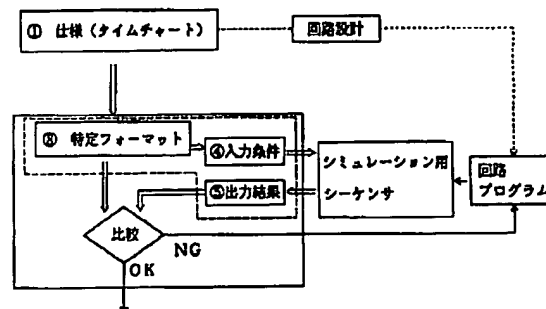 ① 仕様（タイムチャート）
回路設計
③ 特定フォーマット
④入力条件
シミュレーション用
シーケンサ
⑤出力結果
回路
プログラム
比較
NG
OK